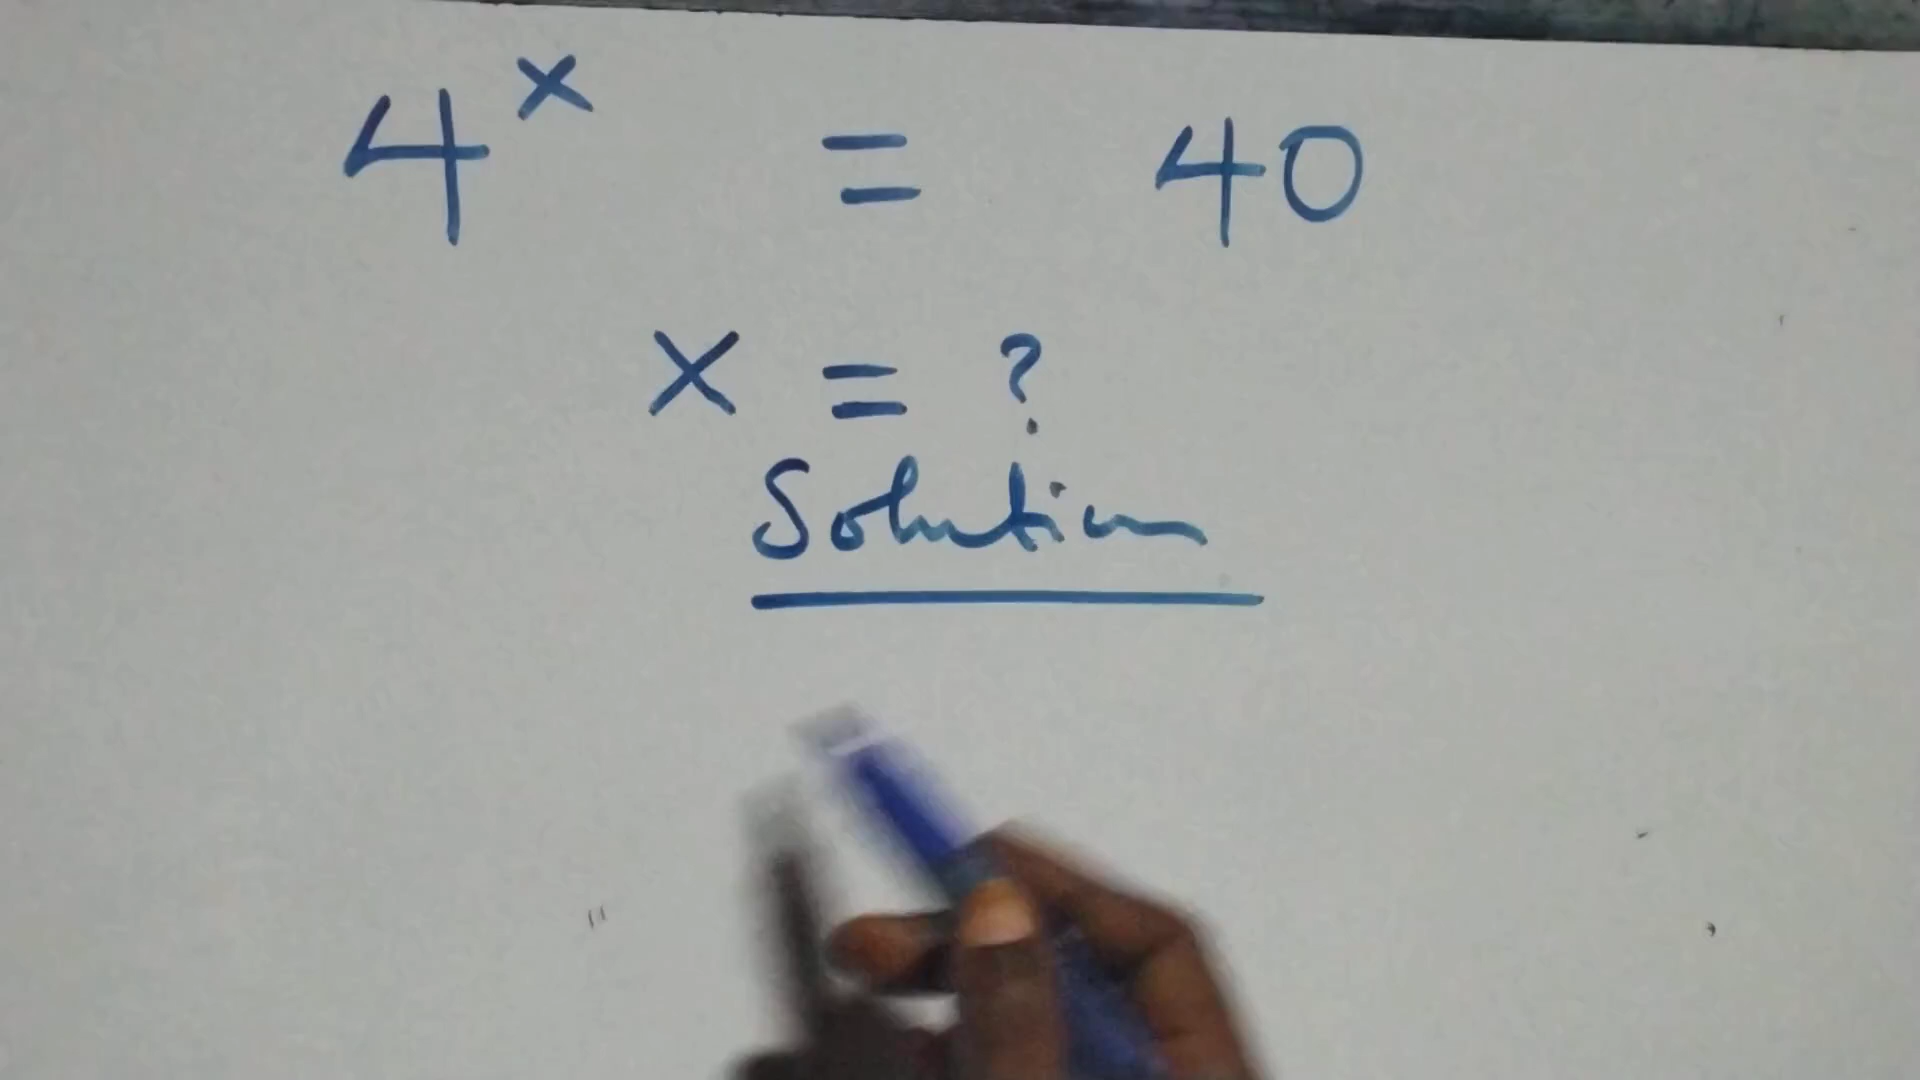 4^x = 40
x = ?
Solution